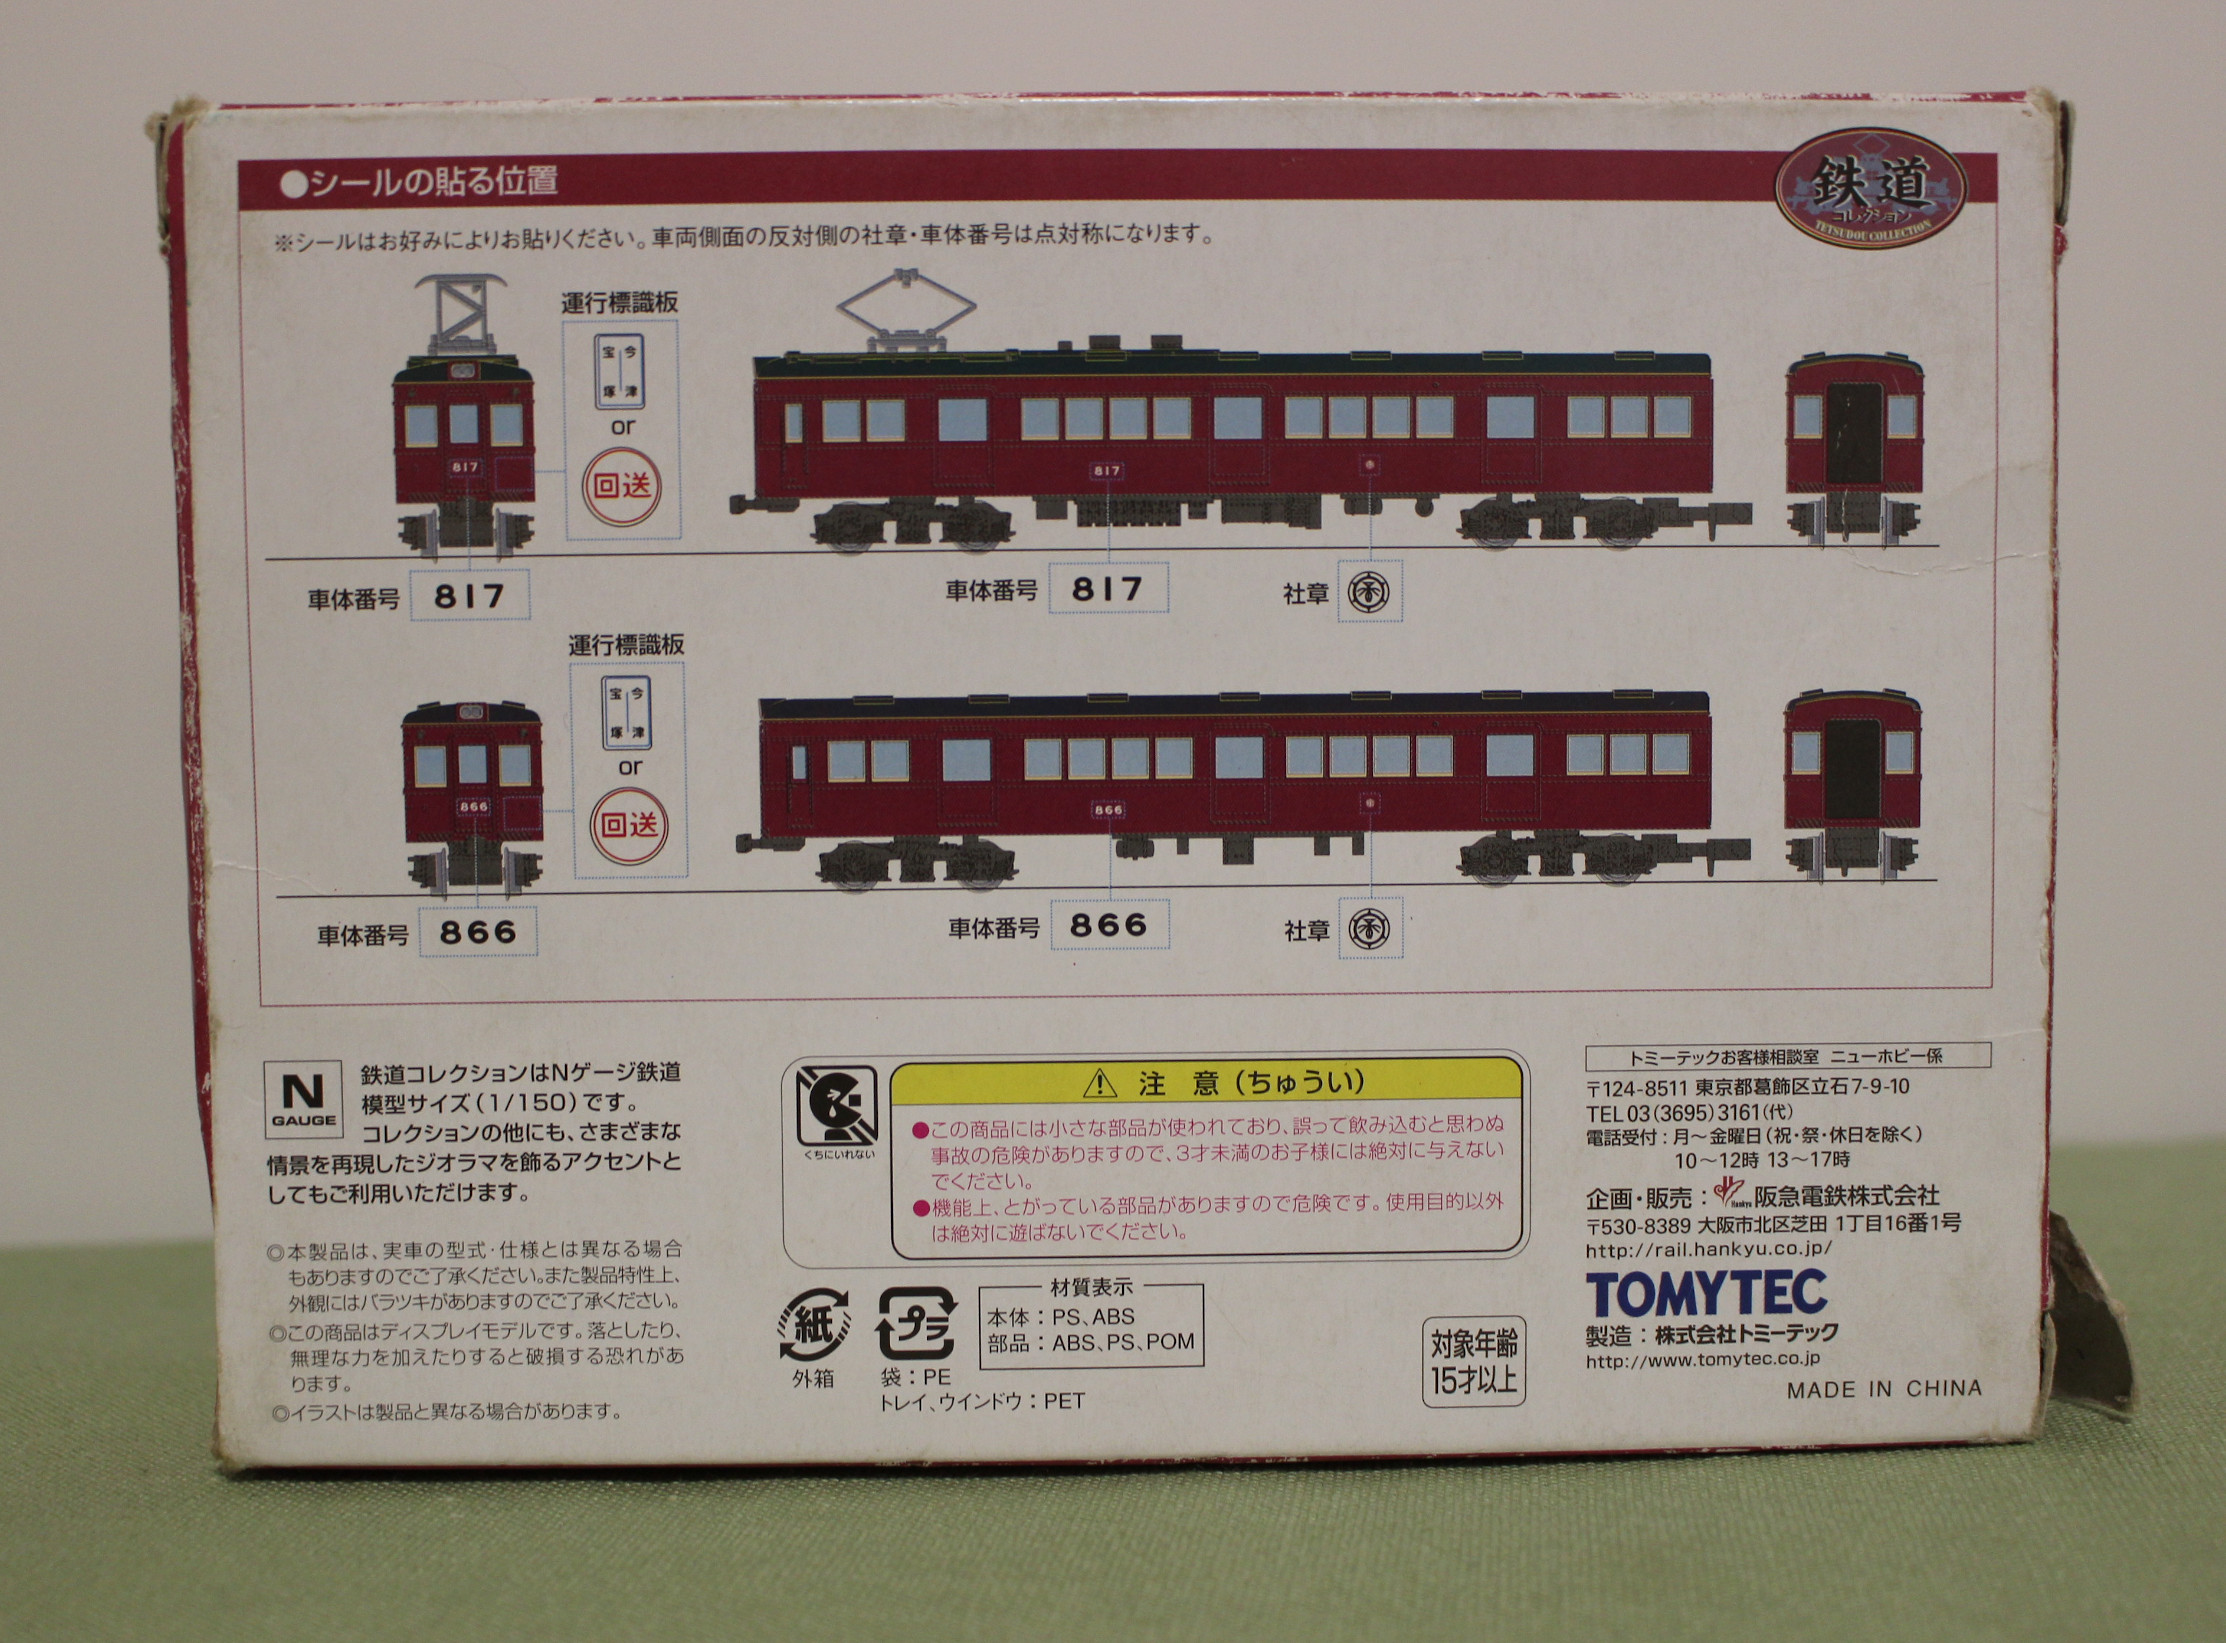 ●シールの貼る位置
鉄道
コレクション
TETSUDOU COLLECTION
※シールはお好みによりお貼りください。車両側面の反対側の社章・車体番号は点対称になります。
運行標識板
宝塚 今津
or
回送
817
817
車体番号 817
車体番号 817
社章
運行標識板
宝塚 今津
or
回送
866
866
車体番号 866
車体番号 866
社章
N
GAUGE
鉄道コレクションはNゲージ鉄道
模型サイズ(1/150)です。
コレクションの他にも、さまざまな
情景を再現したジオラマを飾るアクセントと
してもご利用いただけます。
◎本製品は、実車の型式・仕様とは異なる場合
もありますのでご了承ください。また製品特性上、
外観にはバラツキがありますのでご了承ください。
◎この商品はディスプレイモデルです。落としたり、
無理な力を加えたりすると破損する恐れがあ
ります。
◎イラストは製品と異なる場合があります。
くちにいれない
注 意(ちゅうい)
●この商品には小さな部品が使われており、誤って飲み込むと思わぬ
事故の危険がありますので、3才未満のお子様には絶対に与えない
でください。
●機能上、とがっている部品がありますので危険です。使用目的以外
は絶対に遊ばないでください。
紙
外箱
プラ
袋:PE
トレイ、ウインドウ:PET
材質表示
本体:PS、ABS
部品:ABS、PS、POM
対象年齢
15才以上
トミーテックお客様相談室 ニューホビー係
〒124-8511 東京都葛飾区立石7-9-10
TEL03(3695)3161(代)
電話受付:月～金曜日(祝・祭・休日を除く)
10～12時 13～17時
企画・販売:Hankyu阪急電鉄株式会社
〒530-8389 大阪市北区芝田 1丁目16番1号
http://rail.hankyu.co.jp/
TOMYTEC
製造:株式会社トミーテック
http://www.tomytec.co.jp
MADE IN CHINA